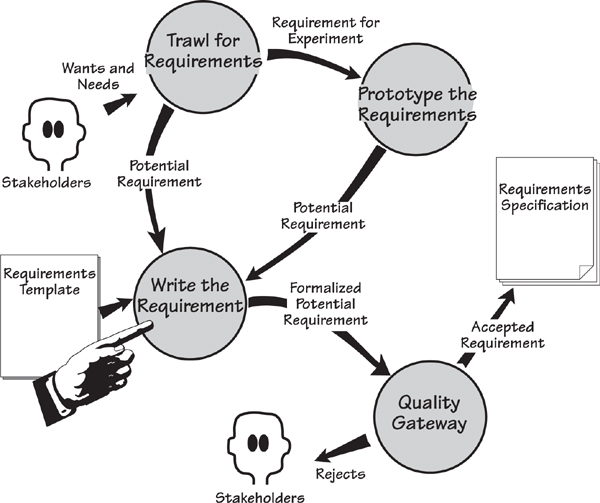 Trawl for
Requirements
Requirement for
Experiment
Wants and
Needs
Prototype the
Requirements
Stakeholders
Potential
Requirement
Requirements
Specification
Potential
Requirement
Requirements
Template
Write the
Requirement
Formalized
Potential
Requirement
Accepted
Requirement
Quality
Gateway
Rejects
Stakeholders